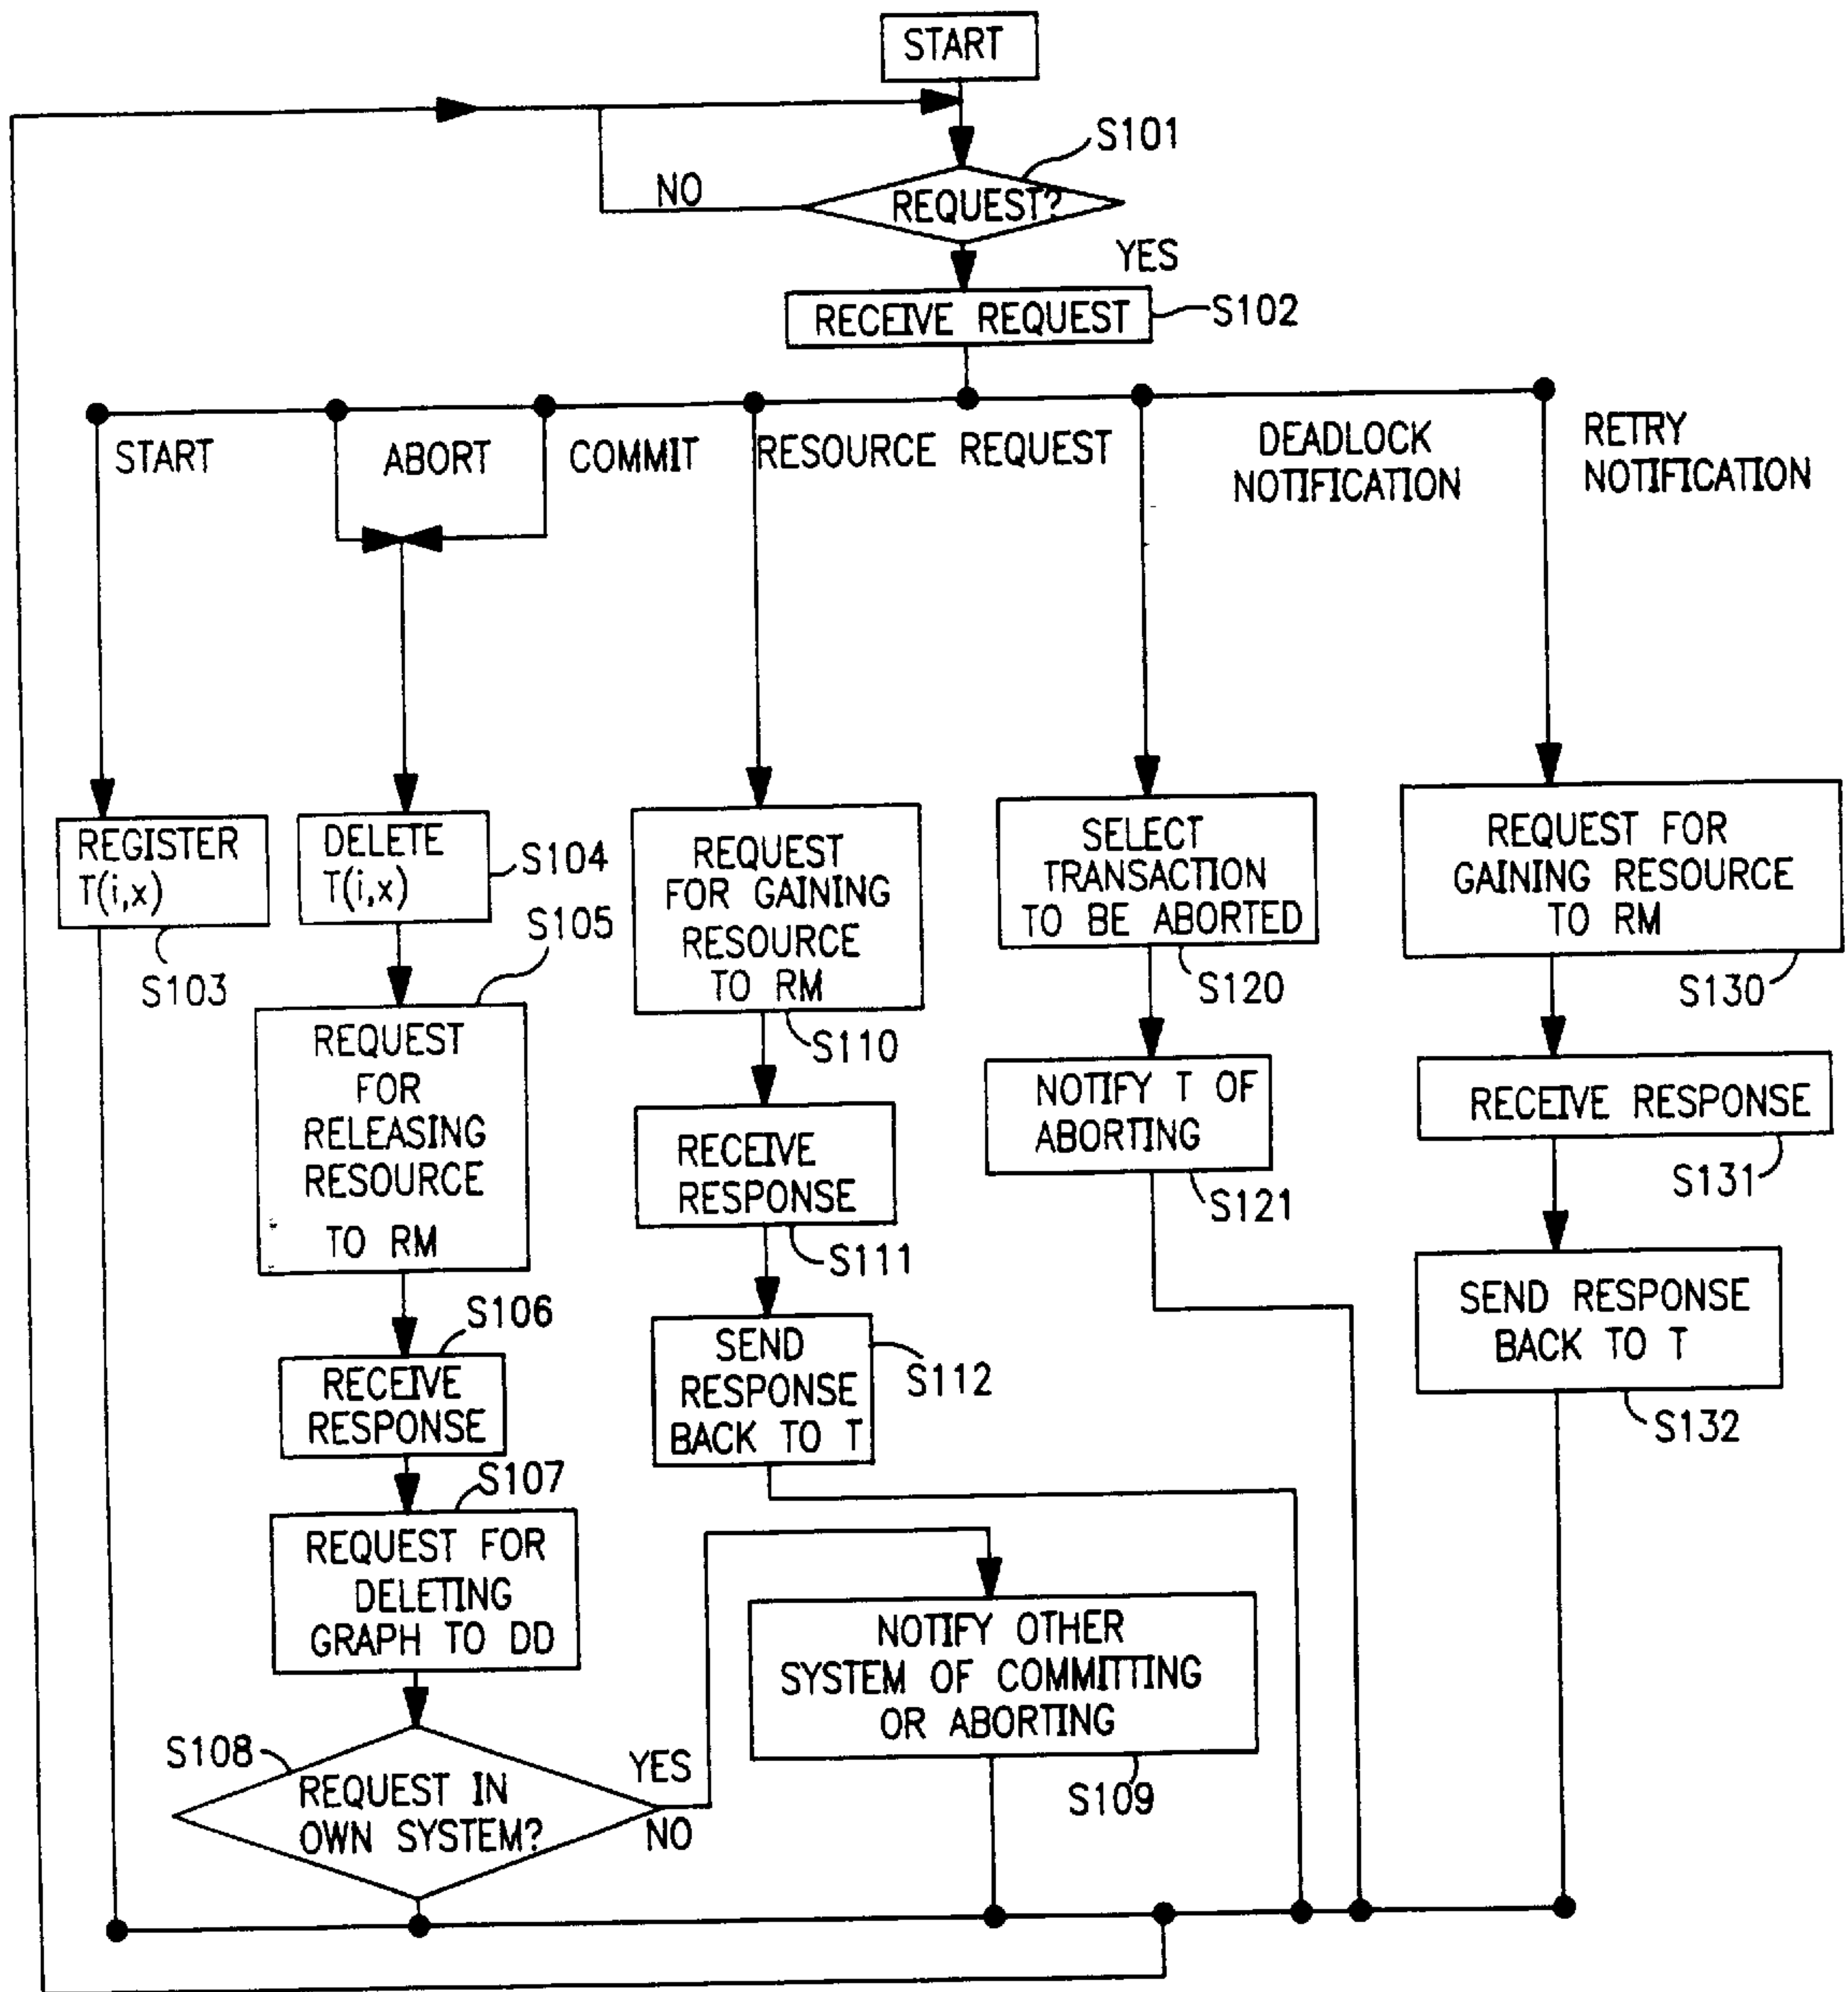 START
S101
NO
REQUEST?
YES
RECEIVE REQUEST
S102
START
ABORT
COMMIT
RESOURCE REQUEST
DEADLOCK
NOTIFICATION
RETRY
NOTIFICATION
REGISTER
T(i,x)
S103
DELETE
T(i,x)
S104
S105
REQUEST
FOR
RELEASING
RESOURCE
TO RM
S106
RECEIVE
RESPONSE
S107
REQUEST FOR
DELETING
GRAPH TO DD
S108
REQUEST IN
OWN SYSTEM?
YES
NO
NOTIFY OTHER
SYSTEM OF COMMITTING
OR ABORTING
S109
REQUEST
FOR GAINING
RESOURCE
TO RM
S110
RECEIVE
RESPONSE
S111
SEND
RESPONSE
BACK TO T
S112
SELECT
TRANSACTION
TO BE ABORTED
S120
NOTIFY T OF
ABORTING
S121
REQUEST FOR
GAINING RESOURCE
TO RM
S130
RECEIVE RESPONSE
S131
SEND RESPONSE
BACK TO T
S132